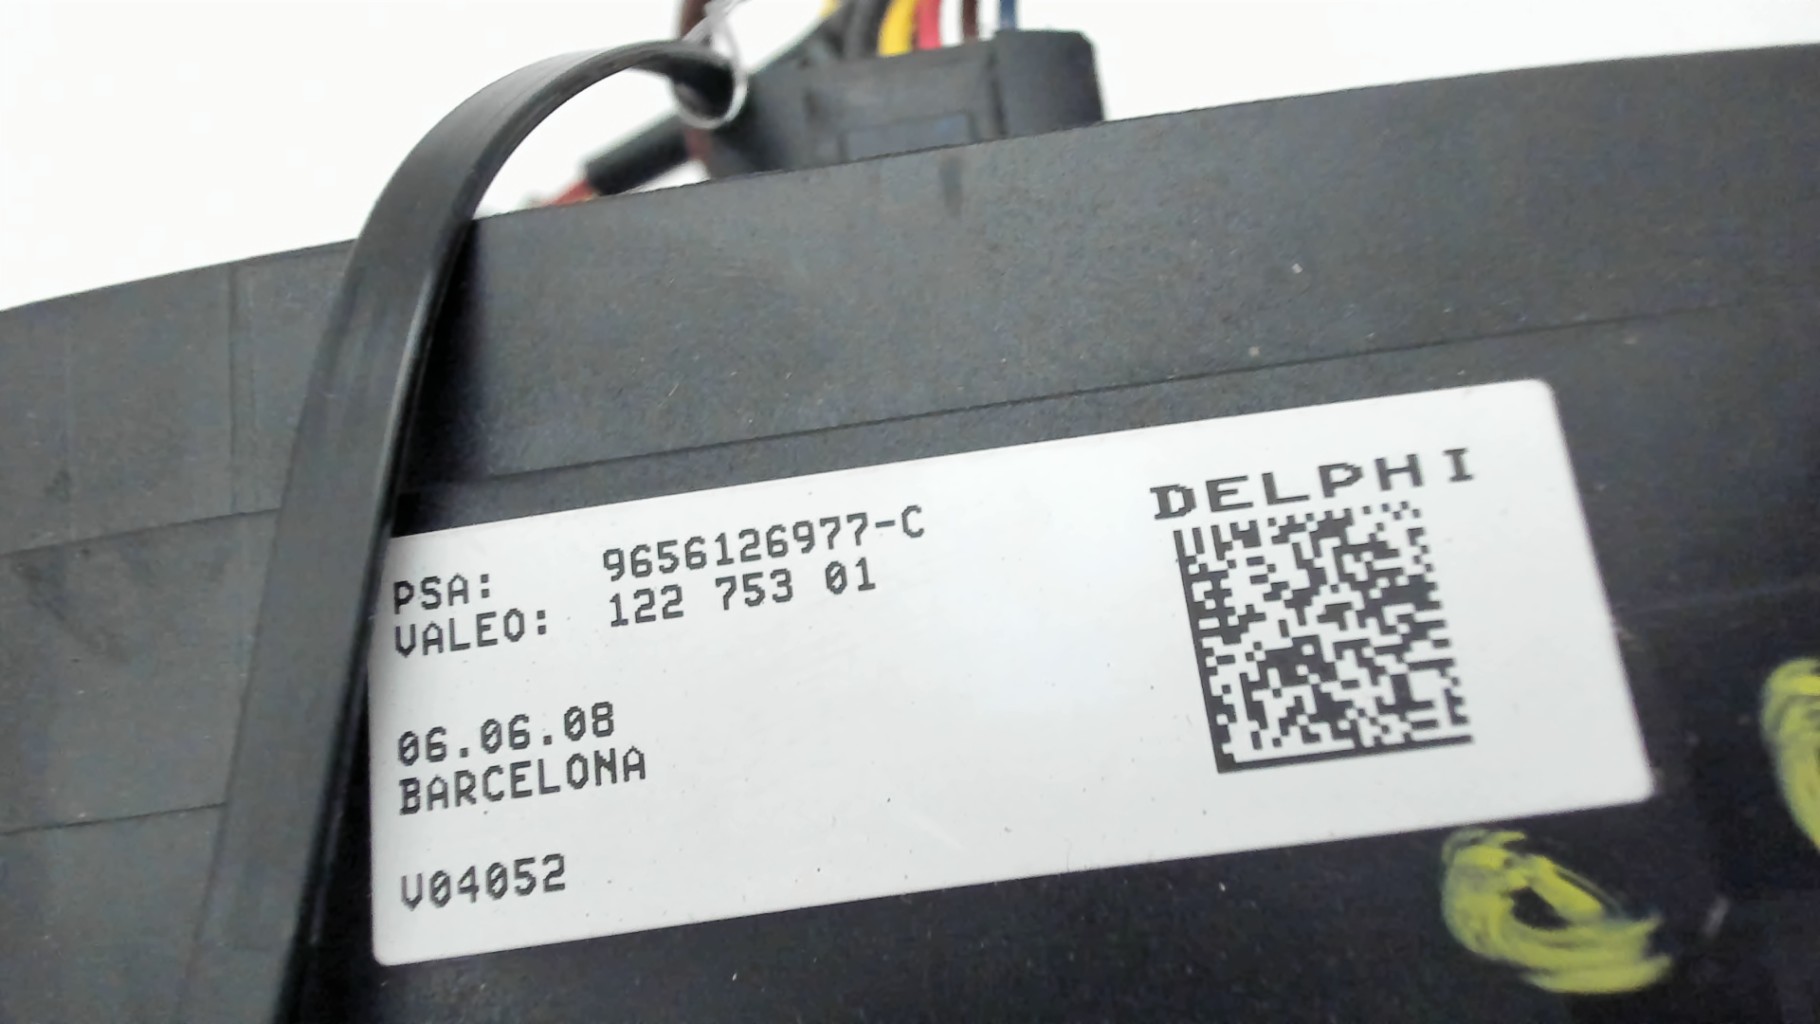 DELPHI
PSA: 9656126977-C
VALEO: 122 753 01
06.06.08
BARCELONA
V04052